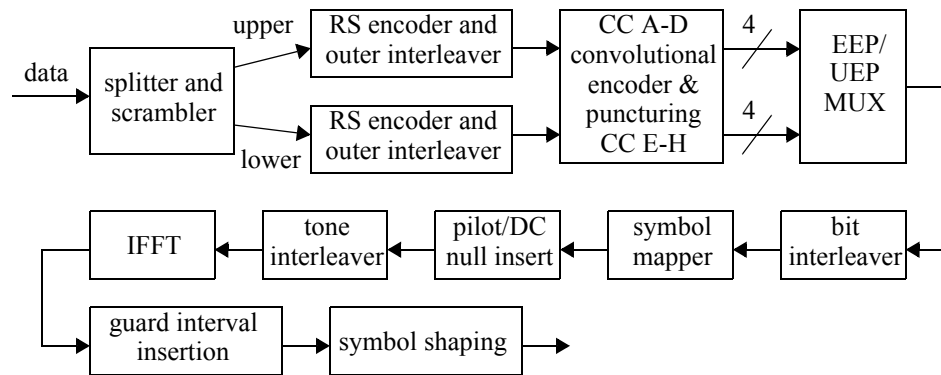 data
splitter and
scrambler
upper
lower
RS encoder and
outer interleaver
RS encoder and
outer interleaver
CC A-D
convolutional
encoder &
puncturing
CC E-H
4
4
EEP/
UEP
MUX
IFFT
tone
interleaver
pilot/DC
null insert
symbol
mapper
bit
interleaver
guard interval
insertion
symbol shaping